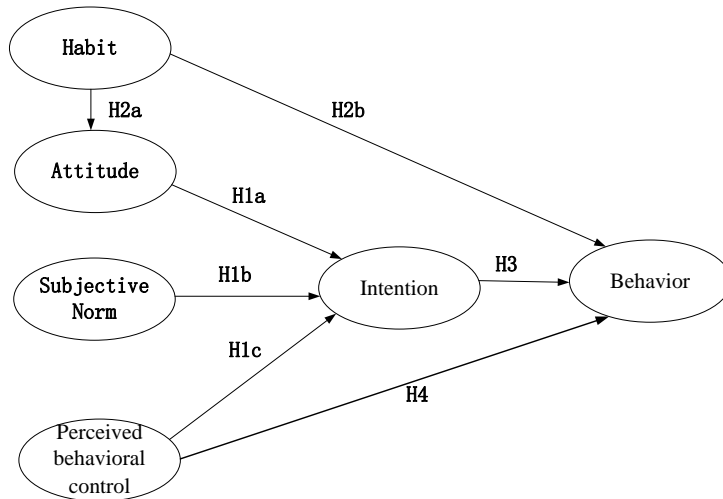 Habit
H2a
H2b
Attitude
H1a
Subjective
Norm
H1b
Intention
H3
Behavior
H1c
H4
Perceived
behavioral
control